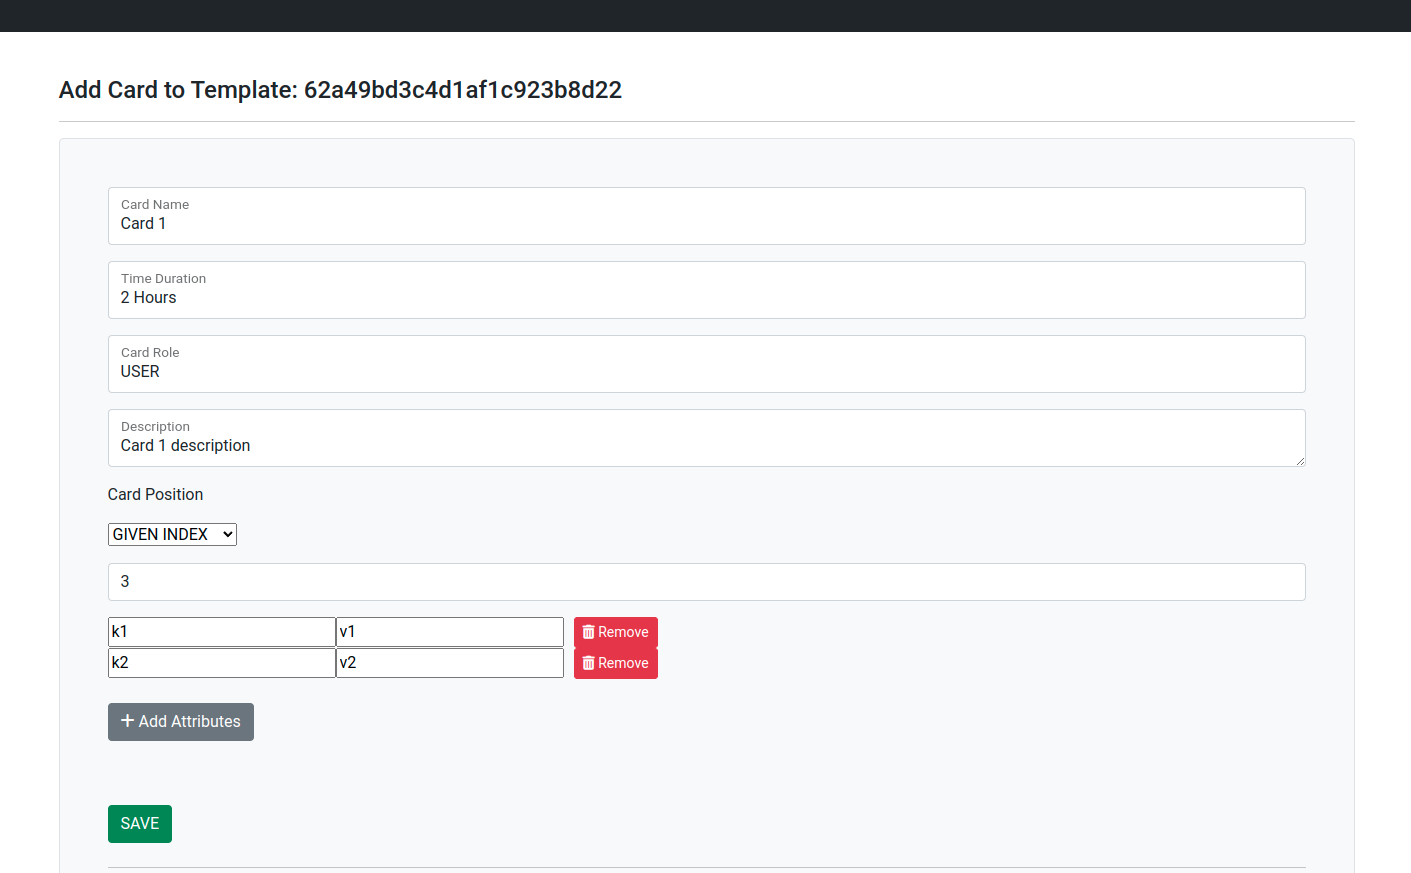 Add Card to Template: 62a49bd3c4d1af1c923b8d22
Card Name
Card 1
Time Duration
2 Hours
Card Role
USER
Description
Card 1 description
Card Position
GIVEN INDEX
3
k1 v1 Remove
k2 v2 Remove
Add Attributes
SAVE